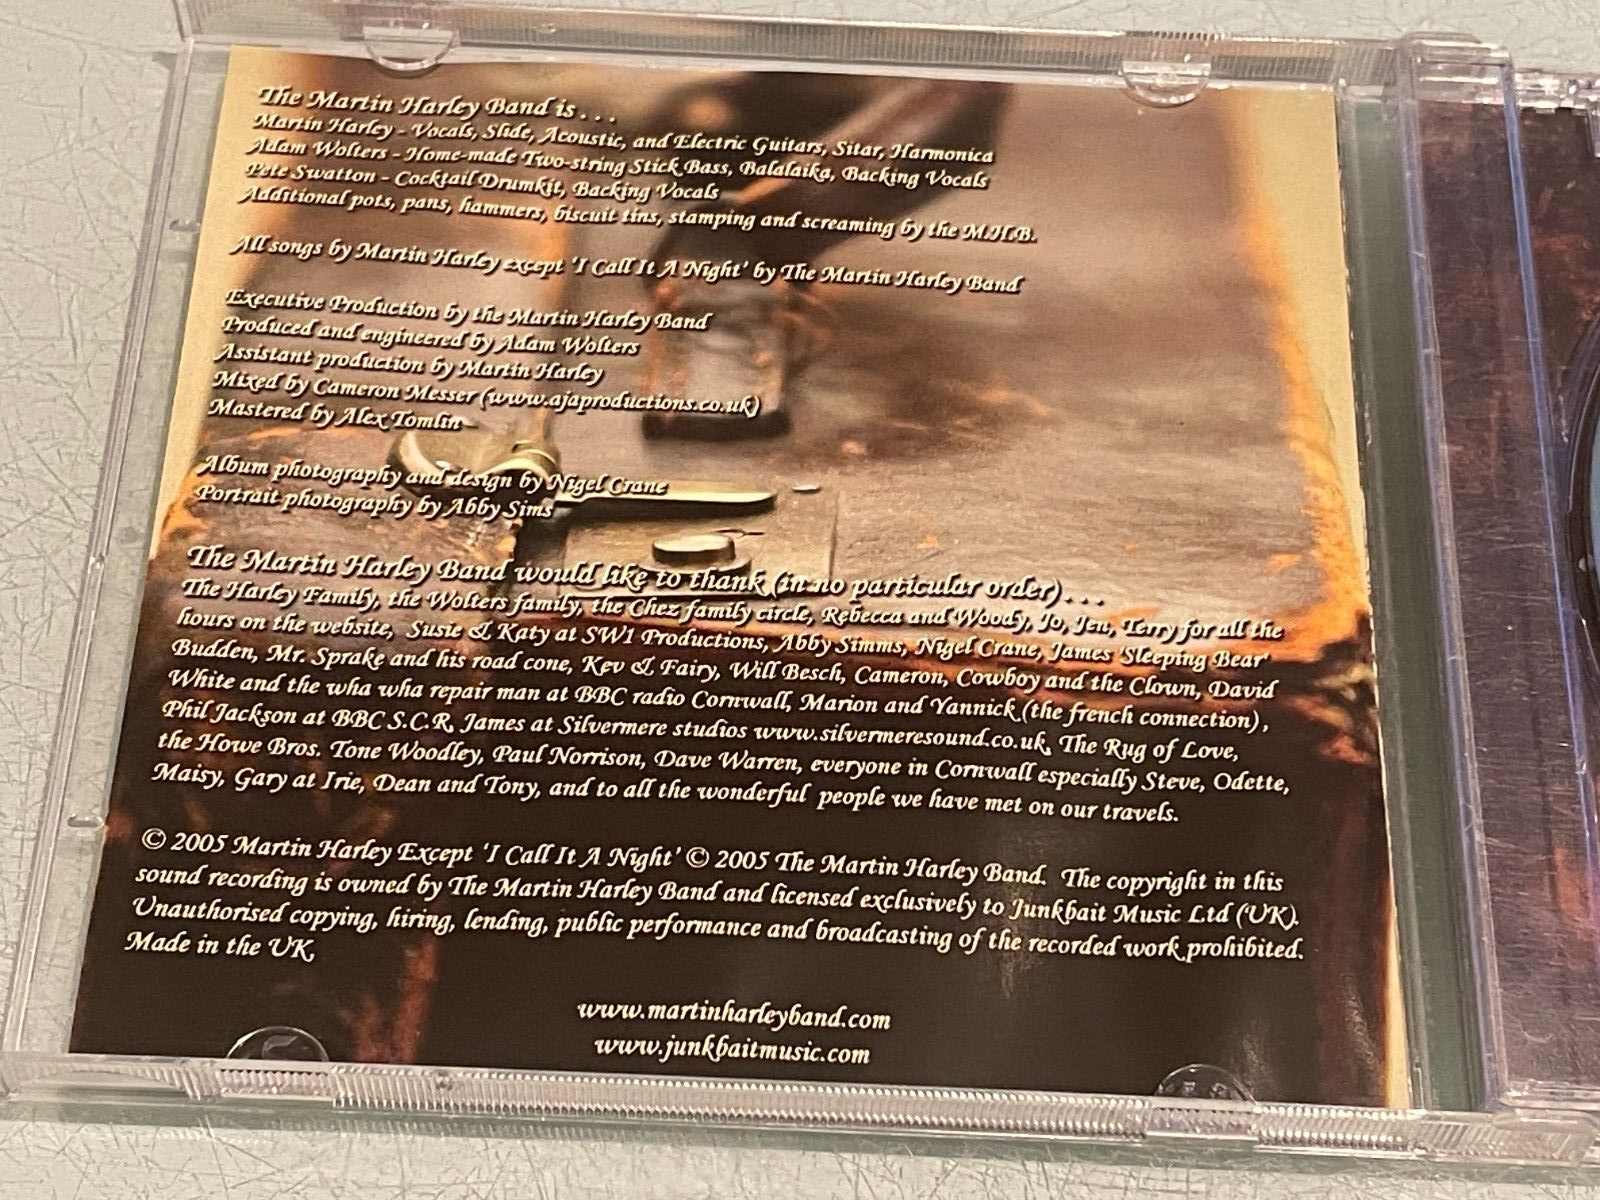 The Martin Harley Band is . . .
Martin Harley - Vocals, Slide, Acoustic, and Electric Guitars, Sitar, Harmonica
Adam Wolters - Home-made Two-string Stick Bass, Balalaika, Backing Vocals
Pete Swatton - Cocktail Drumkit, Backing Vocals
Additional pots, pans, hammers, biscuit tins, stamping and screaming by the M.H.B.
All songs by Martin Harley except 'I Call It A Night' by The Martin Harley Band
Executive Production by the Martin Harley Band
Produced and engineered by Adam Wolters
Assistant production by Martin Harley
Mixed by Cameron Messer (www.ajaproductions.co.uk)
Mastered by Alex Tomlin
Album photography and design by Nigel Crane
Portrait photography by Abby Sims
The Martin Harley Band would like to thank (in no particular order) . . .
The Harley Family, the Wolters family, the Chez family circle, Rebecca and Woody, Jo, Jen, Terry for all the
hours on the website, Susie & Katy at SW1 Productions, Abby Simms, Nigel Crane, James 'Sleeping Bear'
Budden, Mr. Sprake and his road cone, Kev & Fairy, Will Besch, Cameron, Cowboy and the Clown, David
White and the wha wha repair man at BBC radio Cornwall, Marion and Yannick (the french connection),
Phil Jackson at BBC S.C.R, James at Silvermere studios www.silvermeresound.co.uk, The Rug of Love,
the Howe Bros. Tone Woodley, Paul Norrison, Dave Warren, everyone in Cornwall especially Steve, Odette,
Maisy, Gary at Irie, Dean and Tony, and to all the wonderful people we have met on our travels.
© 2005 Martin Harley Except 'I Call It A Night' © 2005 The Martin Harley Band. The copyright in this
sound recording is owned by The Martin Harley Band and licensed exclusively to Junkbait Music Ltd (UK).
Unauthorised copying, hiring, lending, public performance and broadcasting of the recorded work prohibited.
Made in the UK.
www.martinharleyband.com
www.junkbaitmusic.com